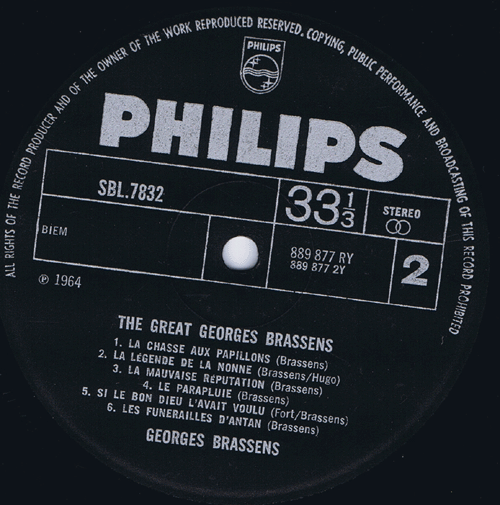 ALL RIGHTS OF THE RECORD PRODUCER AND OF THE OWNER OF THE WORK REPRODUCED RESERVED. COPYING, PUBLIC PERFORMANCE AND BROADCASTING OF THIS RECORD PROHIBITED
PHILIPS
PHILIPS
SBL.7832
33 1/3
STEREO
BIEM
889 877 RY
889 877 2Y
2
℗ 1964
THE GREAT GEORGES BRASSENS
1. LA CHASSE AUX PAPILLONS (Brassens)
2. LA LÉGENDE DE LA NONNE (Brassens/Hugo)
3. LA MAUVAISE RÉPUTATION (Brassens)
4. LE PARAPLUIE (Brassens)
5. SI LE BON DIEU L'AVAIT VOULU (Fort/Brassens)
6. LES FUNERAILLES D'ANTAN (Brassens)
GEORGES BRASSENS